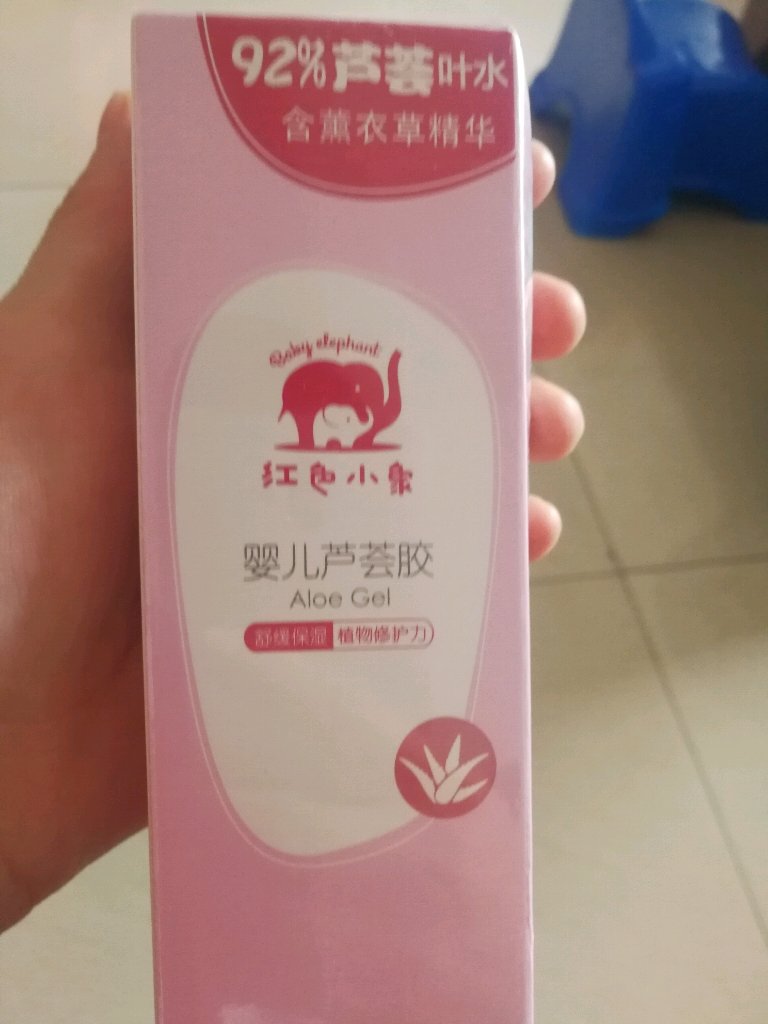 92%芦荟叶水
含薰衣草精华
Baby elephant
红色小象
婴儿芦荟胶
Aloe Gel
舒缓保湿 植物修护力